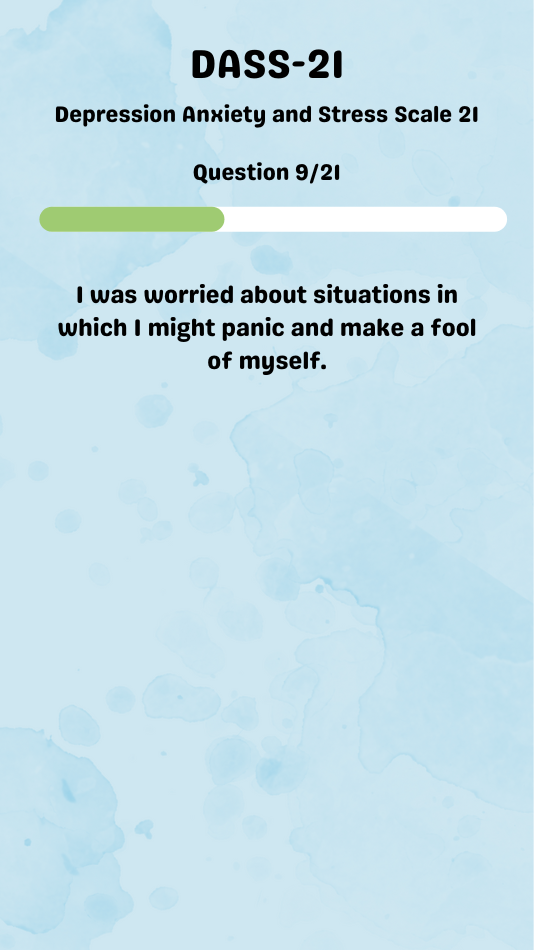 DASS-21
Depression Anxiety and Stress Scale 21
Question 9/21
I was worried about situations in
which I might panic and make a fool
of myself.